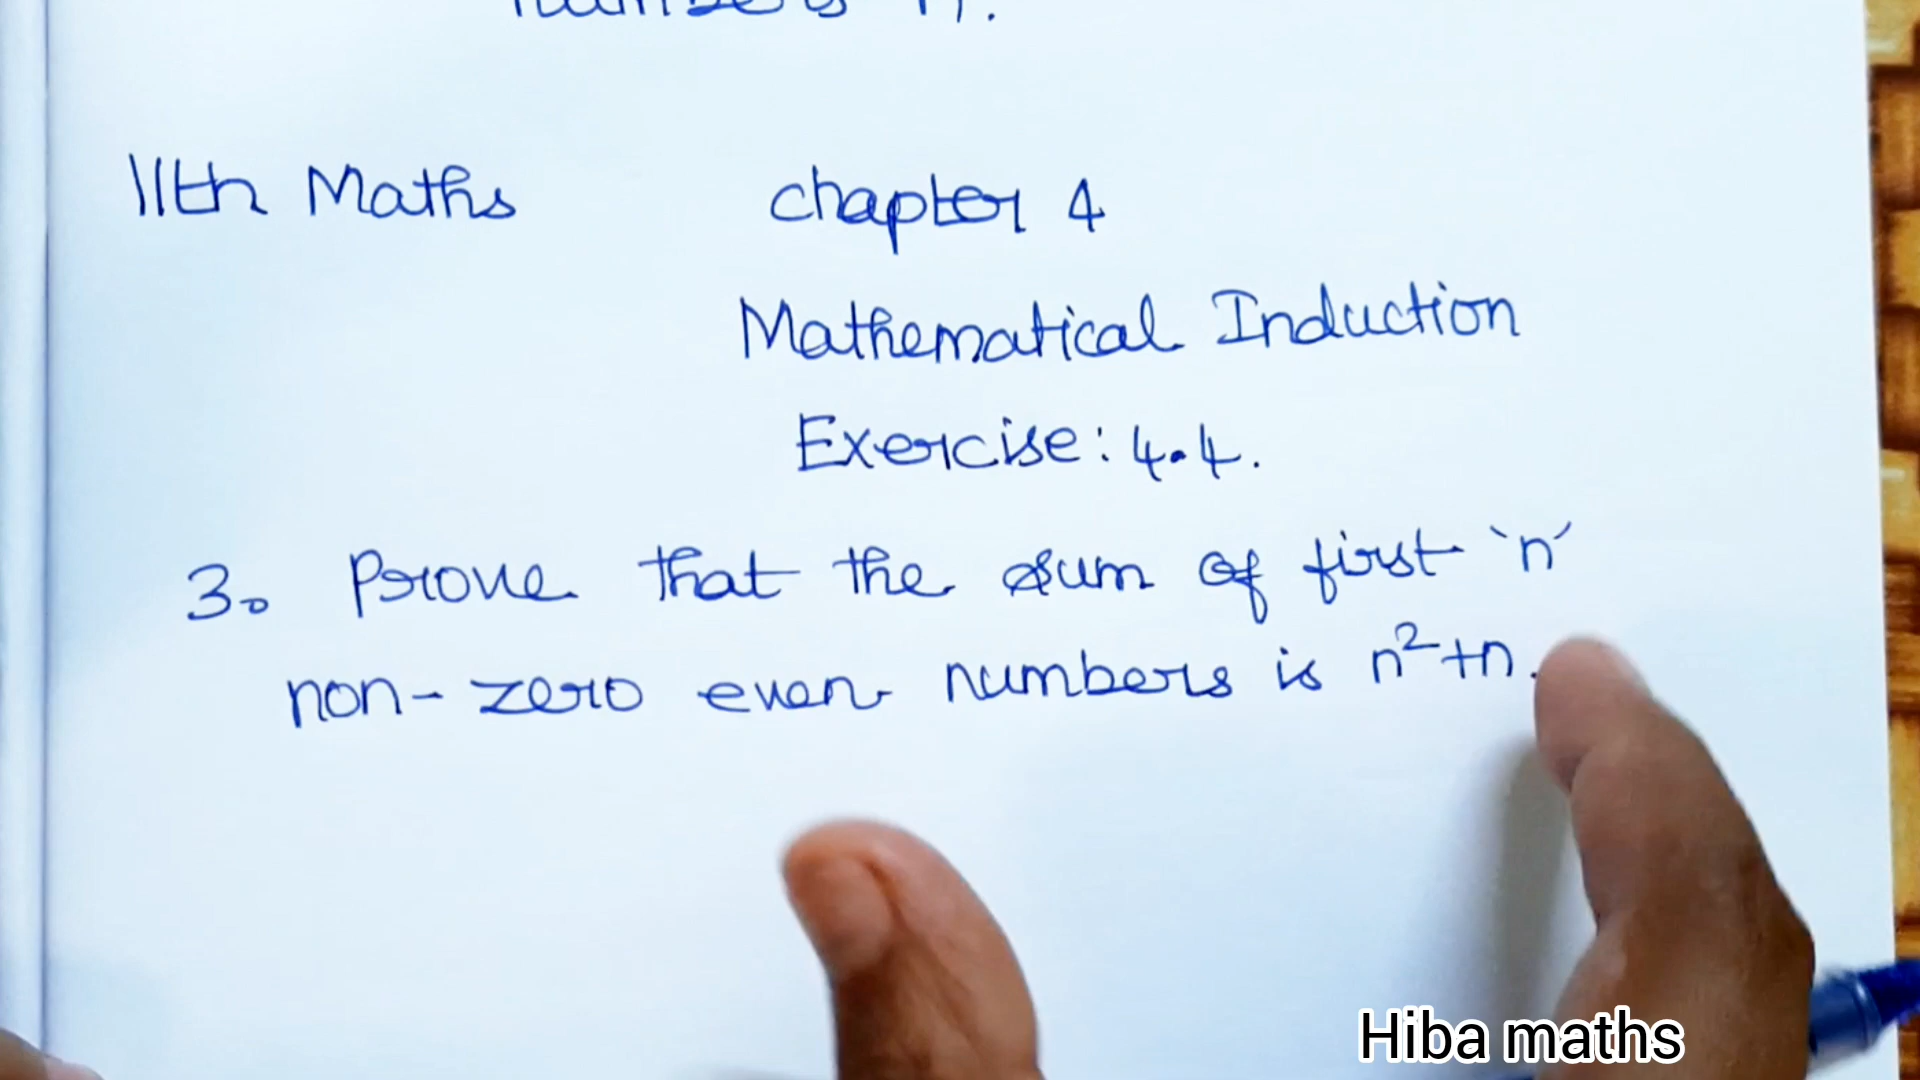 numbers n.
11th Maths chapter 4
Mathematical Induction
Exercise: 4.4.
3. Prove that the sum of first 'n'
non-zero even numbers is n²+n.
Hiba maths